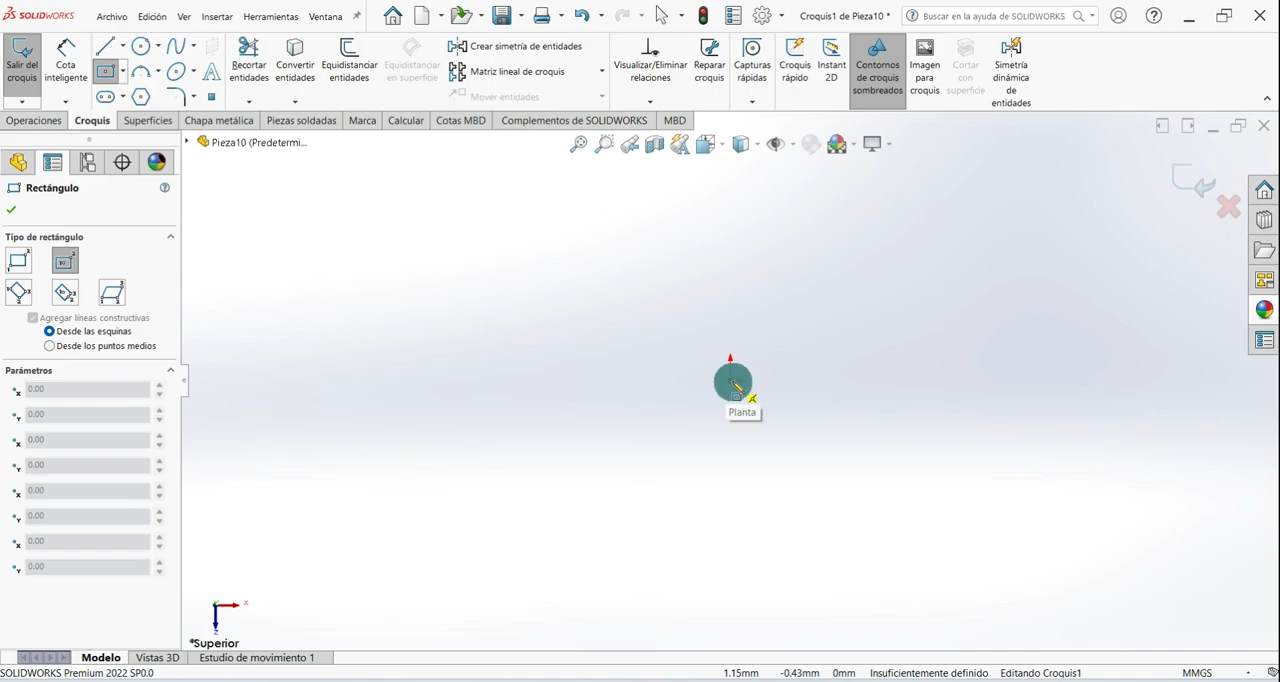 SOLIDWORKS
Archivo Edición Ver Insertar Herramientas Ventana
Croquis1 de Pieza10 *
Buscar en la ayuda de SOLIDWORKS
Salir del croquis
Cota inteligente
Recortar entidades
Convertir entidades
Equidistanciar entidades
Equidistanciar en superficie
Crear simetría de entidades
Matriz lineal de croquis
Mover entidades
Visualizar/Eliminar relaciones
Reparar croquis
Capturas rápidas
Croquis rápido
Instant 2D
Contornos de croquis sombreados
Imagen para croquis
Cortar con superficie
Simetría dinámica de entidades
Operaciones Croquis Superficies Chapa metálica Piezas soldadas Marca Calcular Cotas MBD Complementos de SOLIDWORKS MBD
Pieza10 (Predetermi...
Rectángulo
Tipo de rectángulo
Agregar líneas constructivas
Desde las esquinas
Desde los puntos medios
Parámetros
x 0.00
Y 0.00
x 0.00
Y 0.00
x 0.00
Y 0.00
x 0.00
Y 0.00
Planta
x
z
*Superior
Modelo Vistas 3D Estudio de movimiento 1
SOLIDWORKS Premium 2022 SP0.0
1.15mm -0.43mm 0mm Insuficientemente definido Editando Croquis1 MMGS